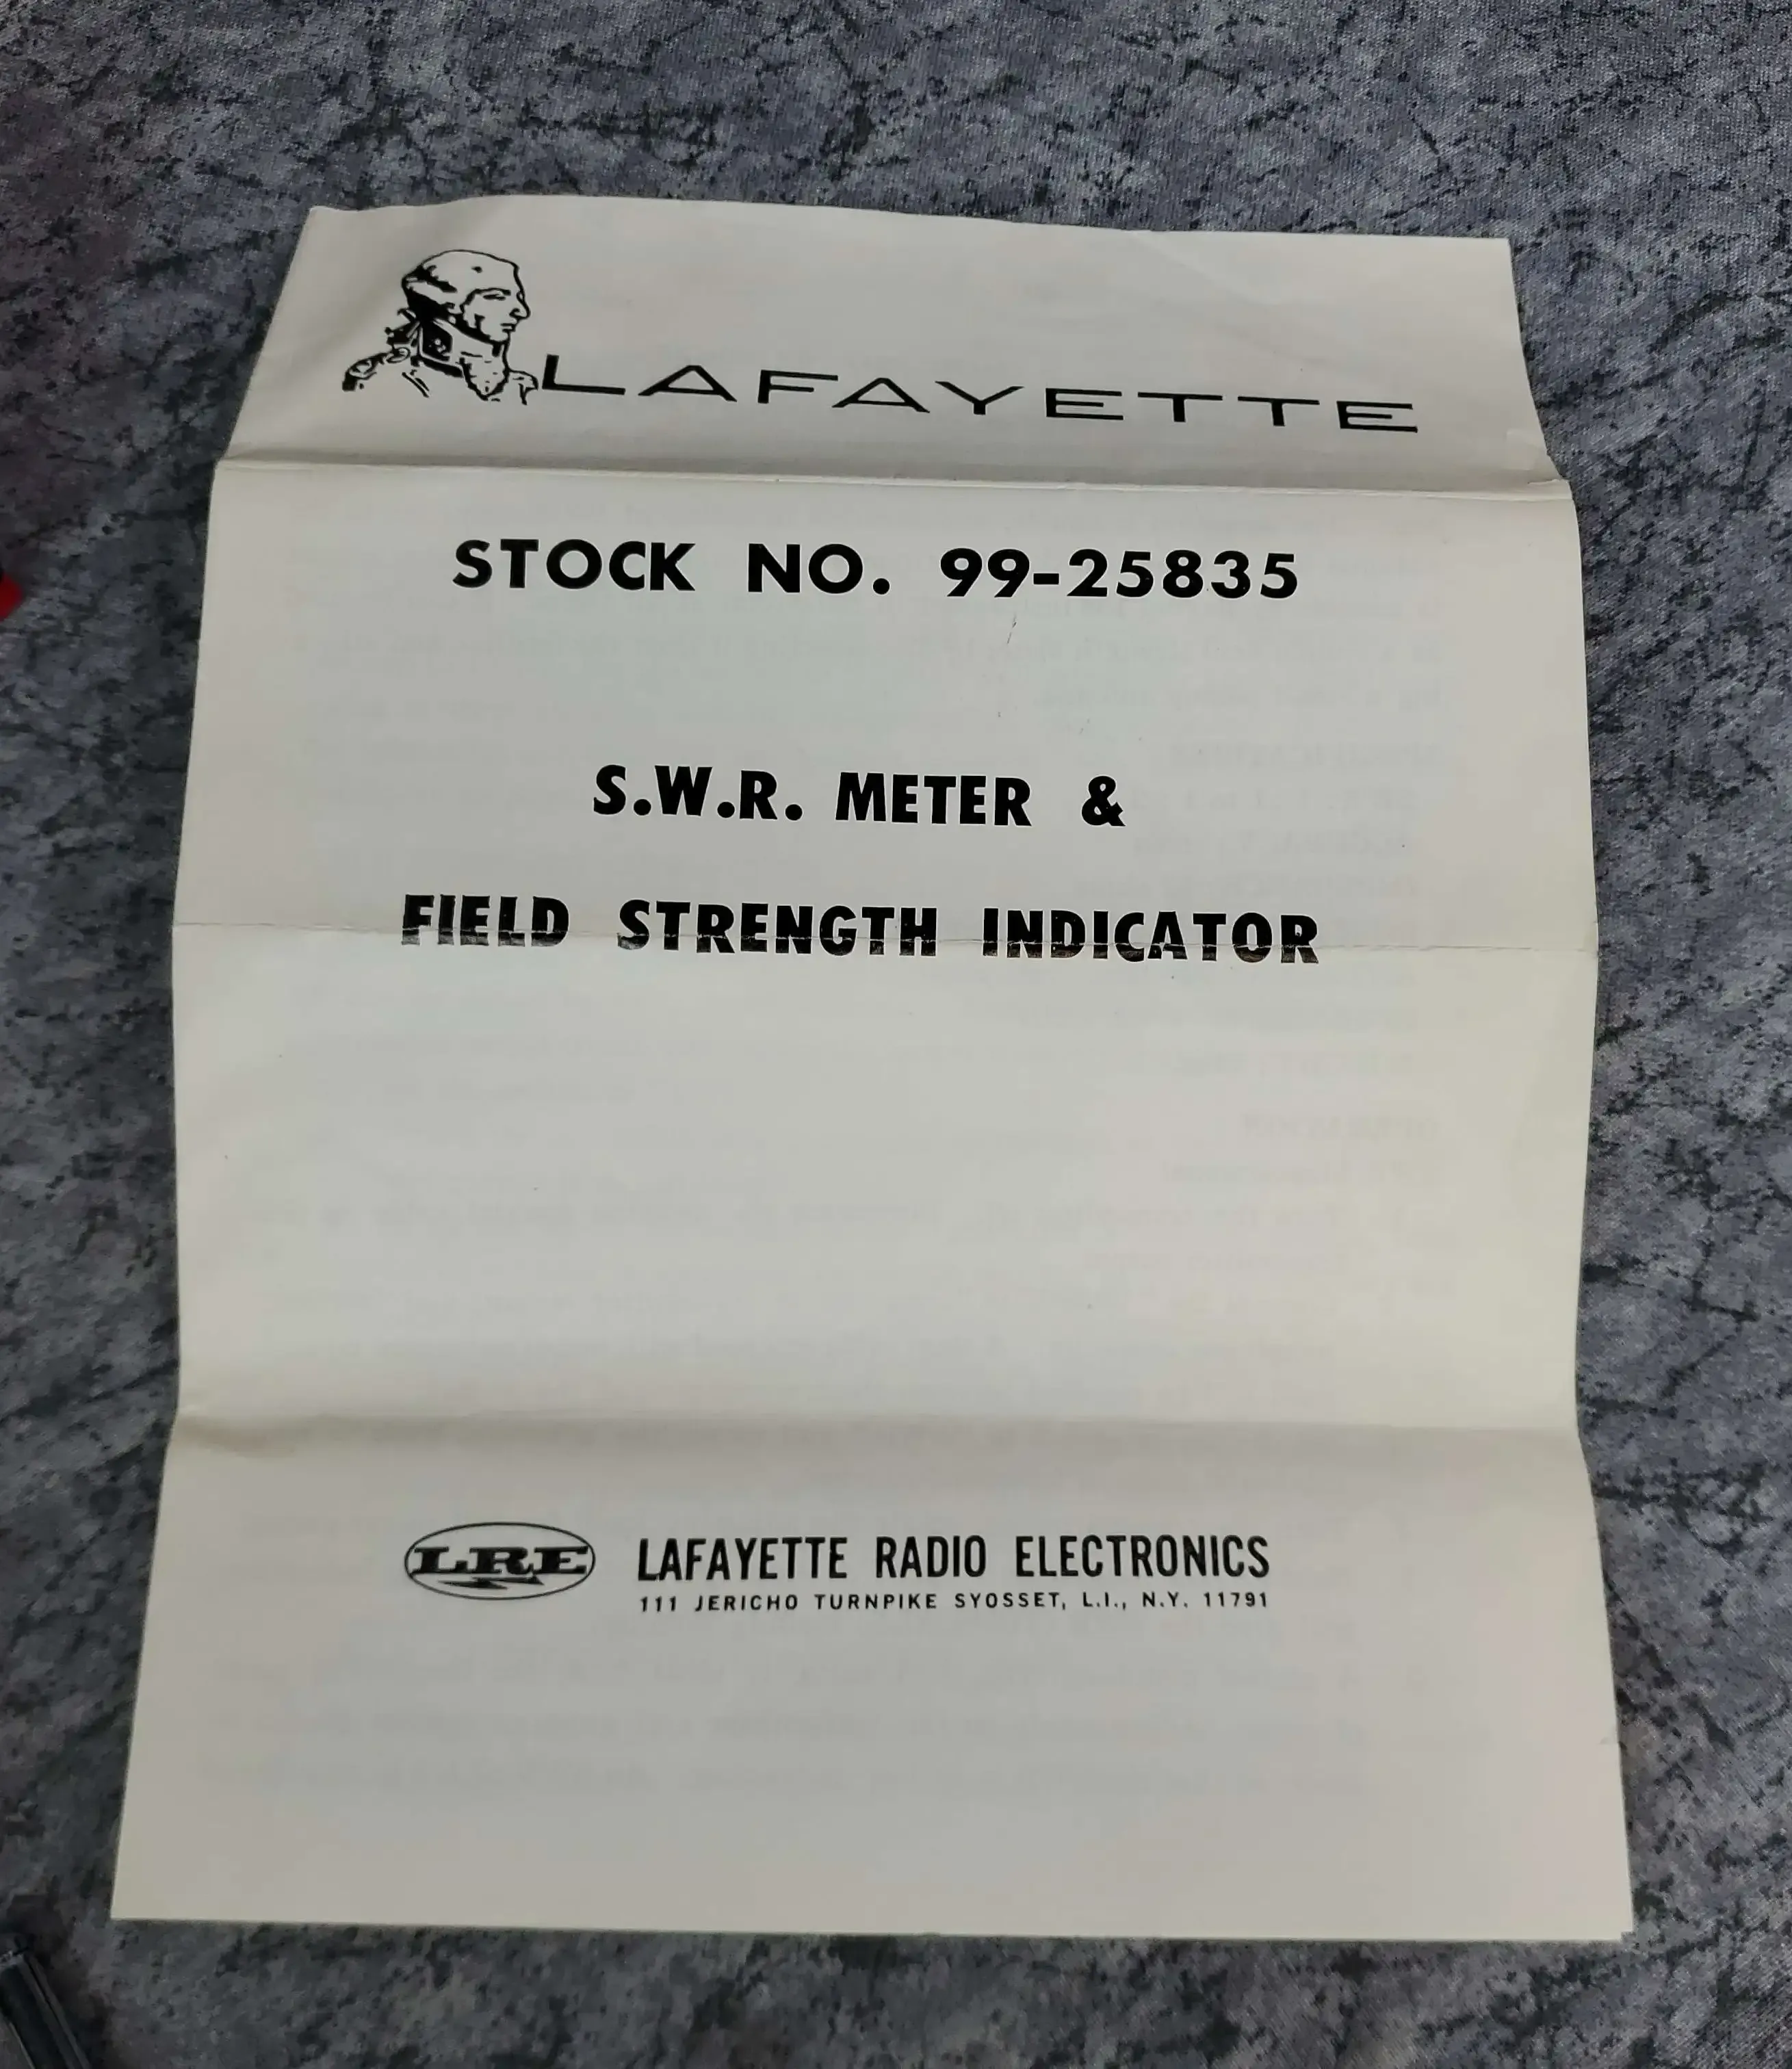 LAFAYETTE
STOCK NO. 99-25835
S.W.R. METER &
FIELD STRENGTH INDICATOR
LRE
LAFAYETTE RADIO ELECTRONICS
111 JERICHO TURNPIKE SYOSSET, L.I., N.Y. 11791